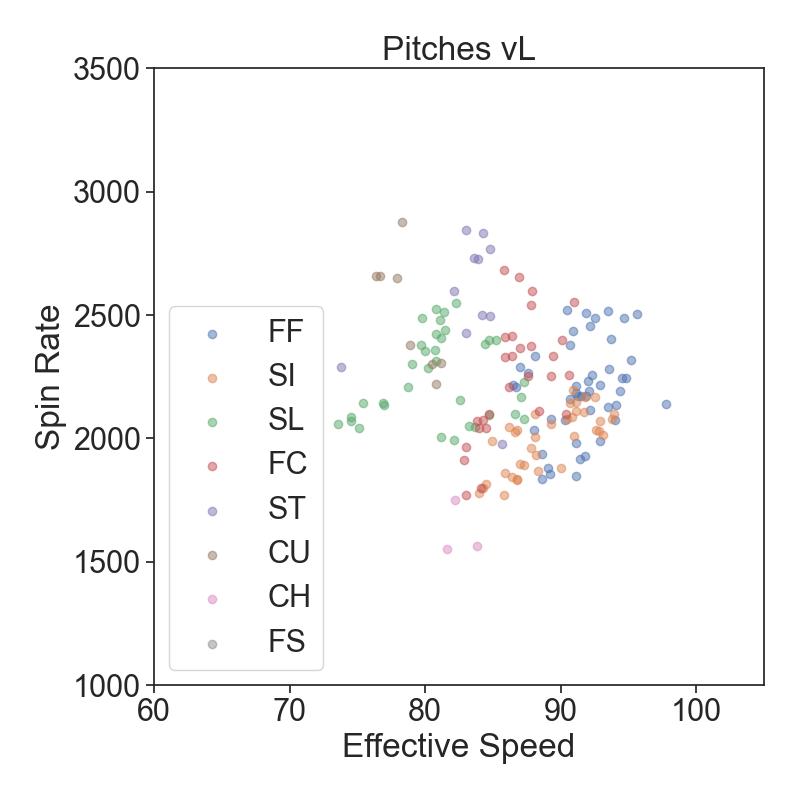 Pitches vL
3500
3000
2500
2000
1500
1000
Spin Rate
FF
SI
SL
FC
ST
CU
CH
FS
60 70 80 90 100
Effective Speed